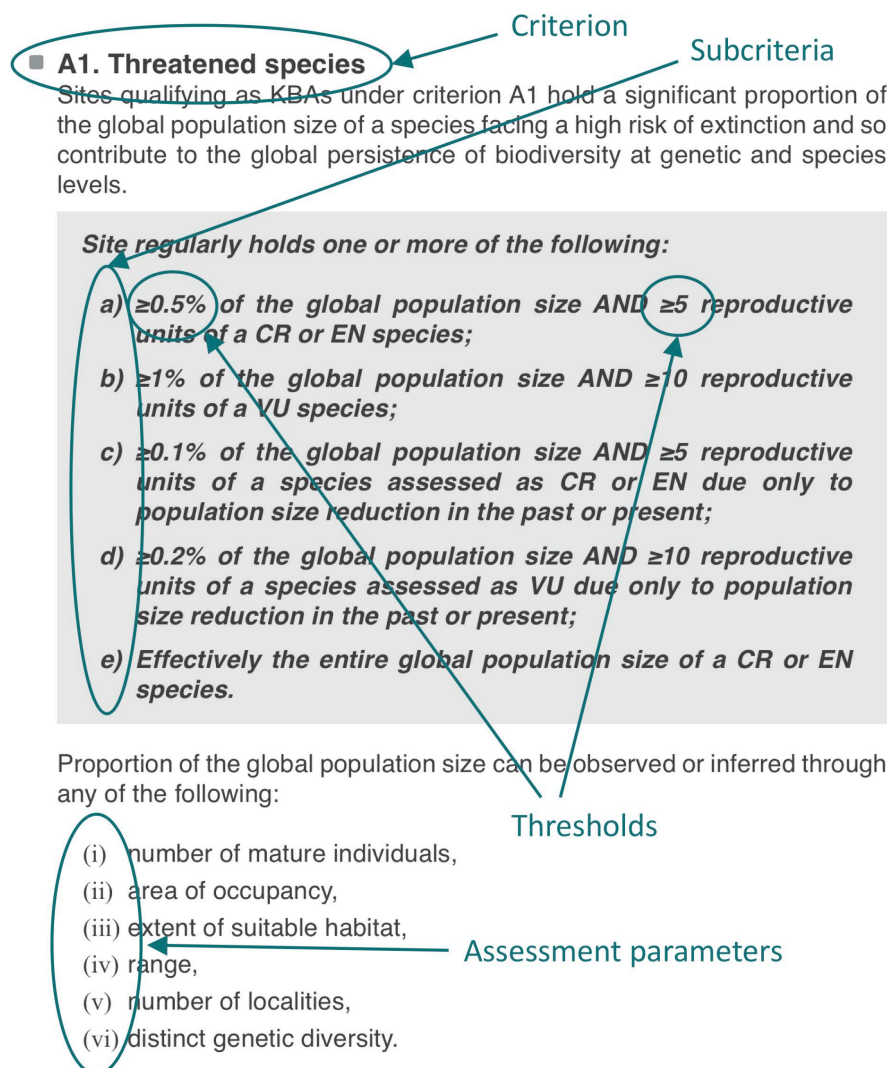 Criterion
Subcriteria
A1. Threatened species
Sites qualifying as KBAs under criterion A1 hold a significant proportion of
the global population size of a species facing a high risk of extinction and so
contribute to the global persistence of biodiversity at genetic and species
levels.
Site regularly holds one or more of the following:
a) ≥0.5% of the global population size AND ≥5 reproductive
units of a CR or EN species;
b) ≥1% of the global population size AND ≥10 reproductive
units of a VU species;
c) ≥0.1% of the global population size AND ≥5 reproductive
units of a species assessed as CR or EN due only to
population size reduction in the past or present;
d) ≥0.2% of the global population size AND ≥10 reproductive
units of a species assessed as VU due only to population
size reduction in the past or present;
e) Effectively the entire global population size of a CR or EN
species.
Proportion of the global population size can be observed or inferred through
any of the following:
Thresholds
(i) number of mature individuals,
(ii) area of occupancy,
(iii) extent of suitable habitat,
Assessment parameters
(iv) range,
(v) number of localities,
(vi) distinct genetic diversity.